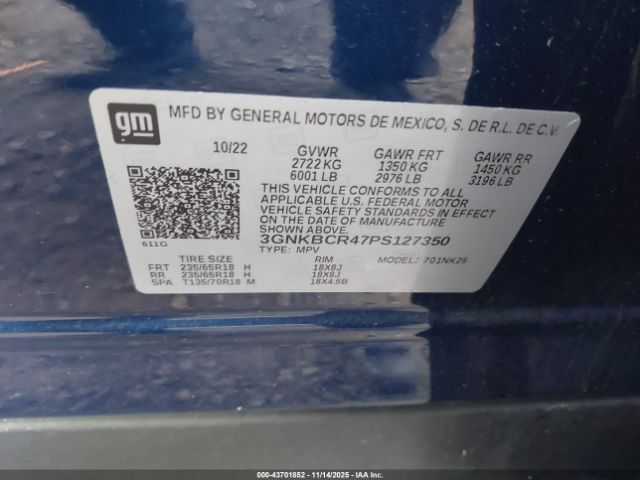 gm
MFD BY GENERAL MOTORS DE MEXICO, S. DE R.L. DE C.V.
10/22 GVWR GAWR FRT GAWR RR
2722 KG 1350 KG 1450 KG
6001 LB 2976 LB 3196 LB
THIS VEHICLE CONFORMS TO ALL
APPLICABLE U.S. FEDERAL MOTOR
VEHICLE SAFETY STANDARDS IN EFFECT
ON THE DATE OF MANUFACTURE SHOWN ABOVE.
3GNKBCR47PS127350
611G
TYPE: MPV MODEL: 701NK26
TIRE SIZE RIM
FRT 235/65R18 H 18X8J
RR 235/65R18 H 18X8J
SPA T135/70R18 M 18X4.5B
000-43701852 - 11/14/2025 - IAA, Inc.